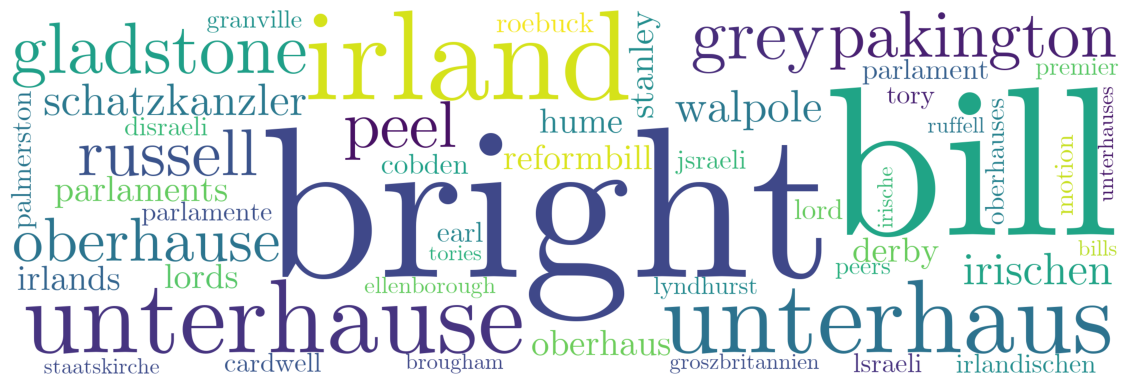 granville
roebuck
gladstone
irland
stanley
grey
pakington
parlament
premier
schatzkanzler
palmerston
disraeli
peel
hume
walpole
tory
ruffell
bill
oberhauses
unterhauses
motion
russell
cobden
reformbill
jsraeli
bright
irische
parlaments
parlamente
lord
earl
tories
oberhause
derby
bills
peers
irlands
lords
ellenborough
lyndhurst
irischen
unterhause
unterhaus
oberhaus
staatskirche
cardwell
brougham
groszbritannien
lsraeli
irlandischen